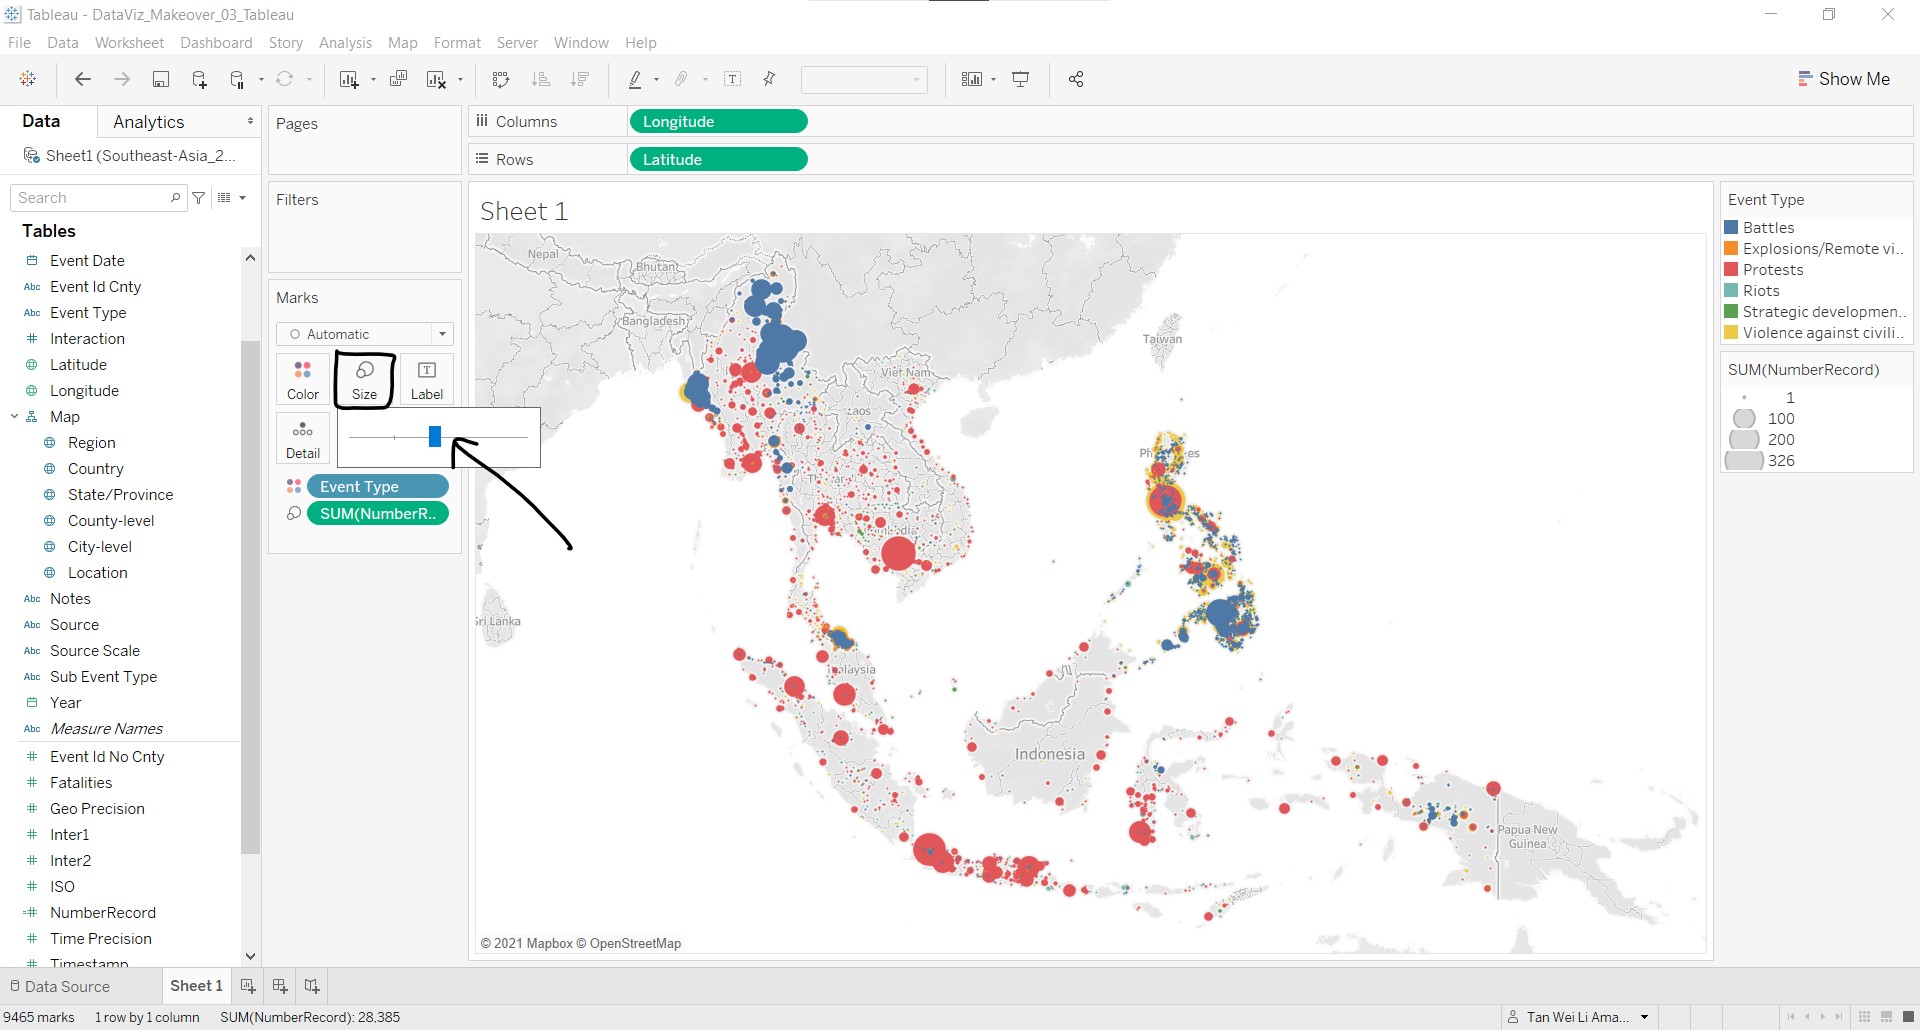 Tableau - DataViz_Makeover_03_Tableau
File Data Worksheet Dashboard Story Analysis Map Format Server Window Help
Show Me
Data Analytics
Sheet1 (Southeast-Asia_2...
Search
Tables
Event Date
Abc Event Id Cnty
Abc Event Type
Interaction
Latitude
Longitude
Map
Region
Country
State/Province
County-level
City-level
Location
Abc Notes
Abc Source
Abc Source Scale
Abc Sub Event Type
Year
Abc Measure Names
Event Id No Cnty
Fatalities
Geo Precision
Inter1
Inter2
ISO
NumberRecord
Time Precision
Timestamp
Pages
Filters
Marks
Automatic
Color Size Label
Detail
Event Type
SUM(NumberR..
Columns Longitude
Rows Latitude
Sheet 1
Nepal
Bhutan
Bangladesh
Taiwan
Viet Nam
Laos
Sri Lanka
Malaysia
Indonesia
Papua New
Guinea
© 2021 Mapbox © OpenStreetMap
Event Type
Battles
Explosions/Remote vi..
Protests
Riots
Strategic developmen..
Violence against civili..
SUM(NumberRecord)
1
100
200
326
Data Source Sheet 1
9465 marks 1 row by 1 column SUM(NumberRecord): 28,385
Tan Wei Li Ama...